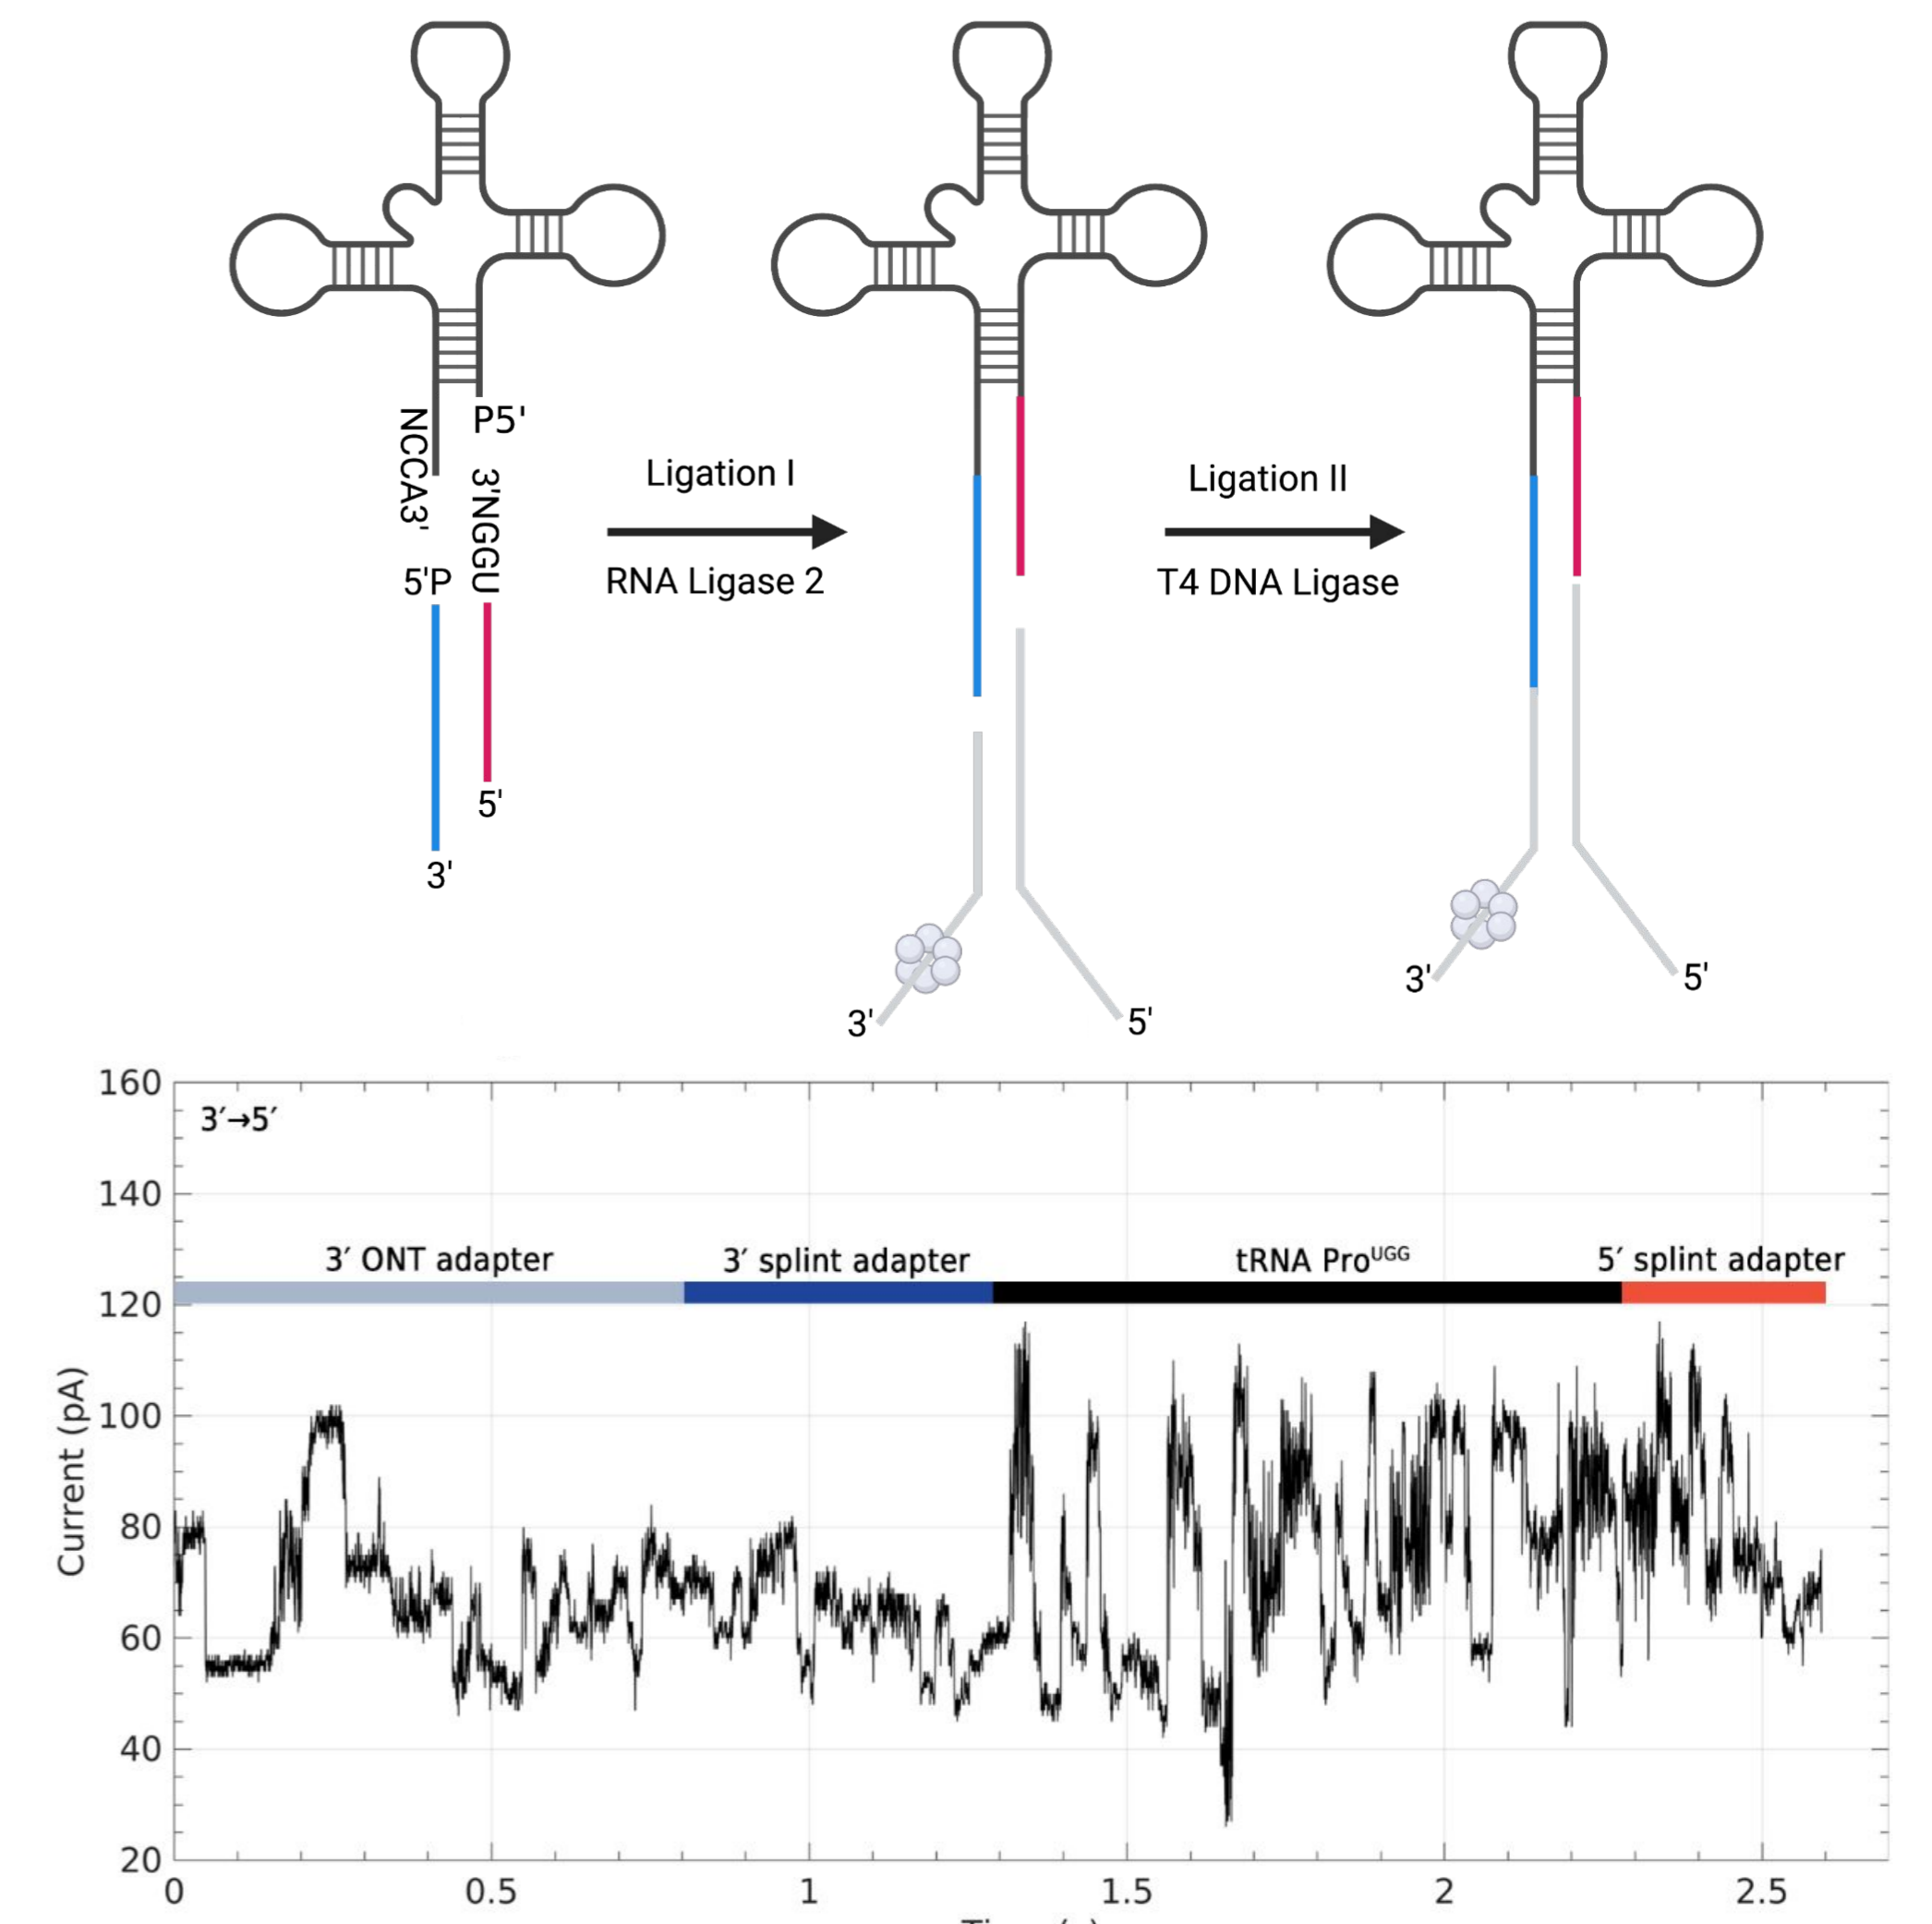 NCCA3'
P5'
3'NGGU
5'P
5'
3'
Ligation I
RNA Ligase 2
3'
5'
Ligation II
T4 DNA Ligase
3'
5'
160
140
120
100
80
60
40
20
Current (pA)
3′→5′
3′ ONT adapter
3′ splint adapter
tRNA Pro^UGG
5′ splint adapter
0
0.5
1
1.5
2
2.5